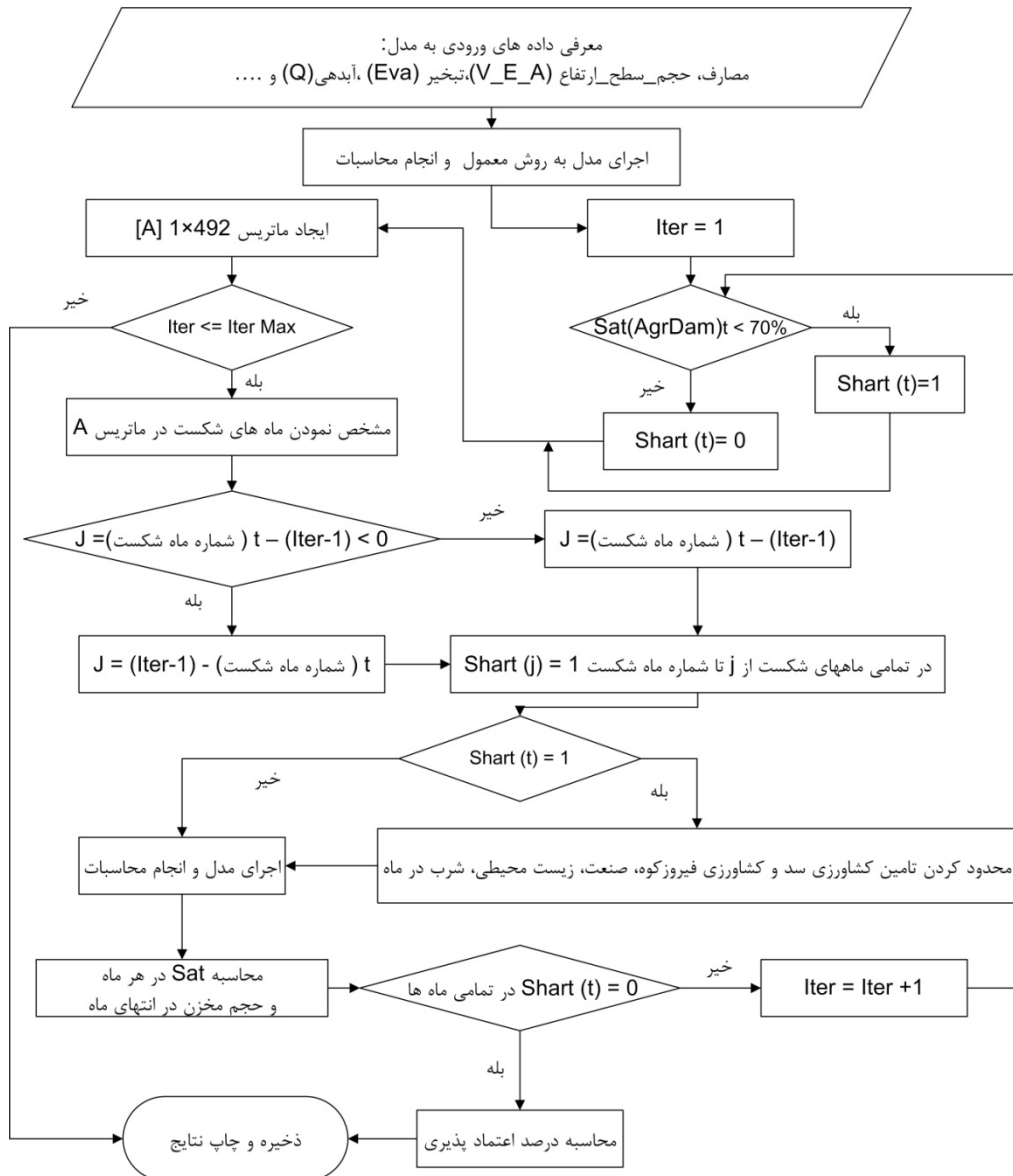 معرفی داده های ورودی به مدل:
مصارف، حجم_سطح_ارتفاع (V_E_A)،تبخیر (Eva) ،آبدهی(Q) و ....
اجرای مدل به روش معمول و انجام محاسبات
ایجاد ماتریس 492×1 [A]
Iter = 1
خیر
Iter <= Iter Max
Sat(AgrDam)t < 70%
بله
Shart (t)=1
بله
خیر
مشخص نمودن ماه های شکست در ماتریس A
Shart (t)= 0
J =(شماره ماه شکست ) t – (Iter-1) < 0
خیر
J =(شماره ماه شکست ) t – (Iter-1)
بله
J = (Iter-1) - (شماره ماه شکست ) t
در تمامی ماههای شکست از j تا شماره ماه شکست Shart (j) = 1
Shart (t) = 1
خیر
بله
اجرای مدل و انجام محاسبات
محدود کردن تامین کشاورزی سد و کشاورزی فیروزکوه، صنعت، زیست محیطی، شرب در ماه
محاسبه Sat در هر ماه
و حجم مخزن در انتهای ماه
در تمامی ماه ها Shart (t) = 0
خیر
Iter = Iter +1
بله
ذخیره و چاپ نتایج
محاسبه درصد اعتماد پذیری